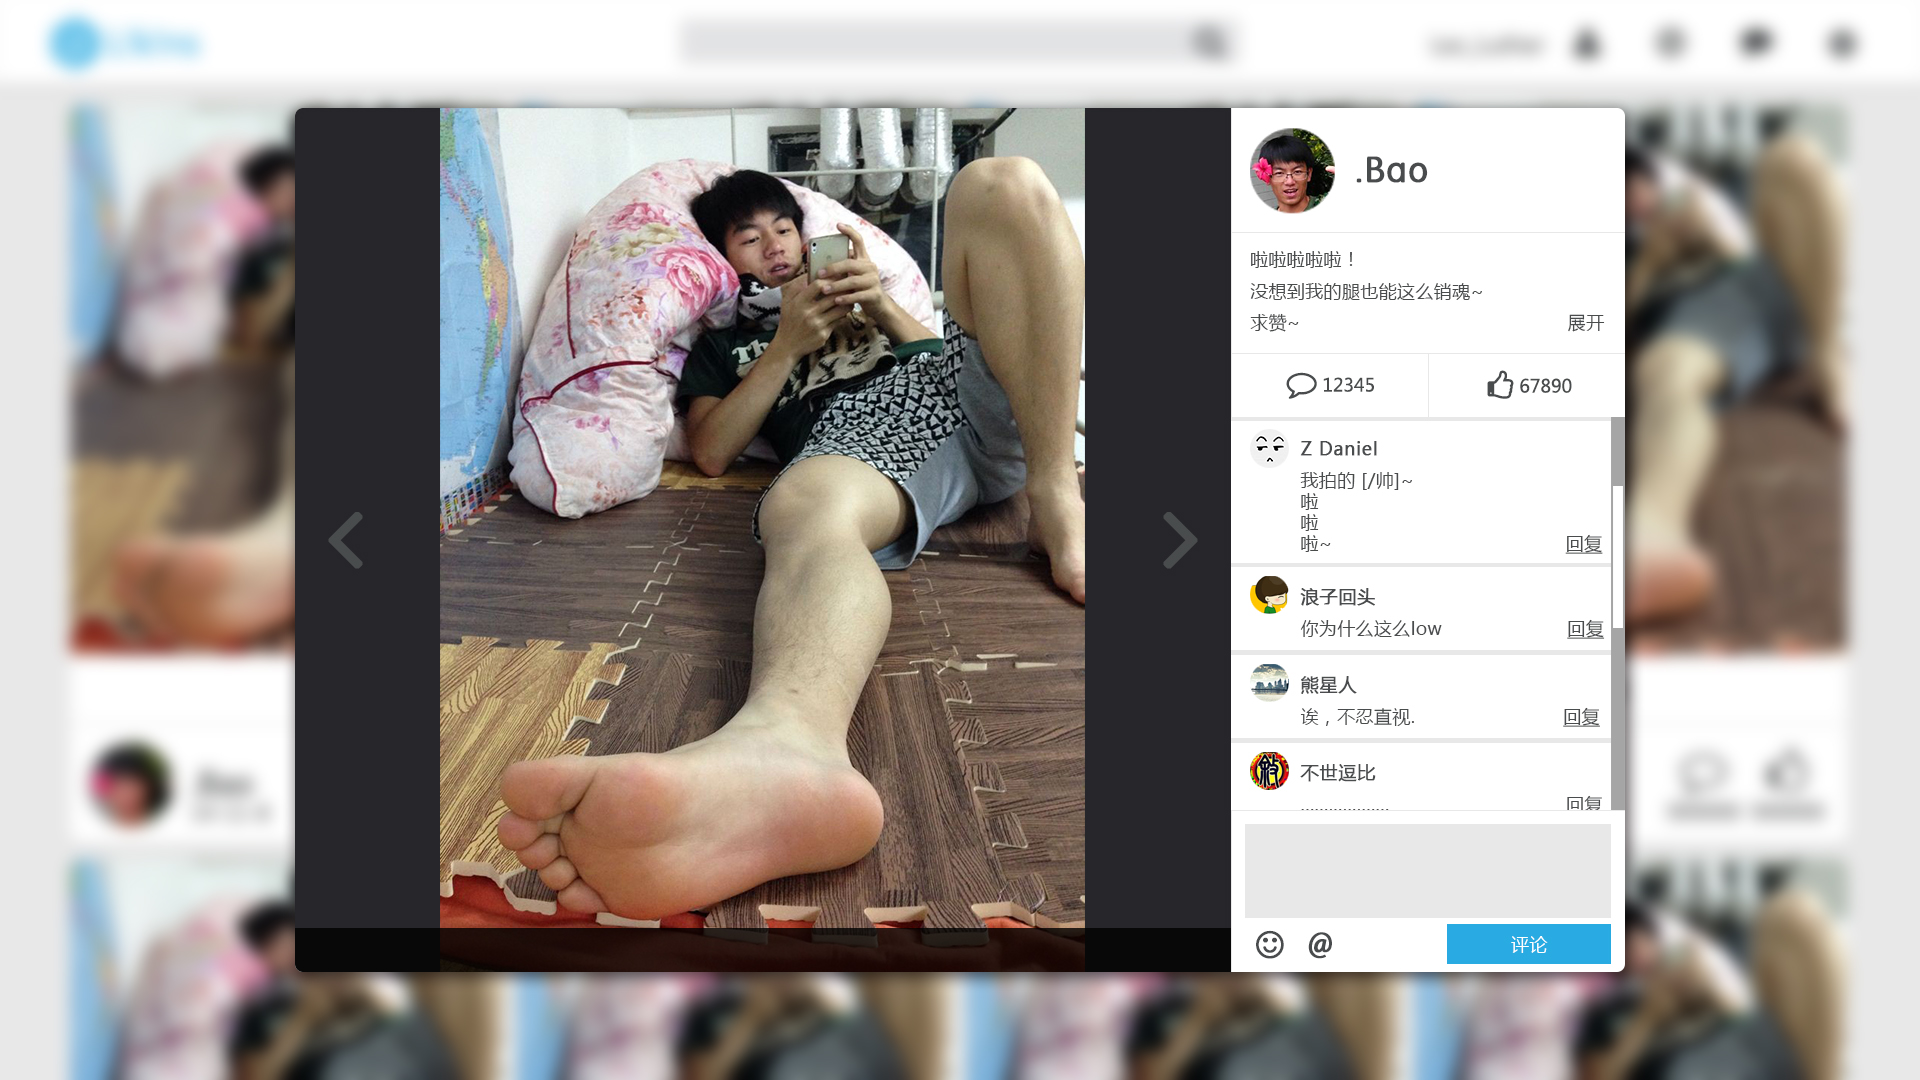 .Bao
啦啦啦啦啦！
没想到我的腿也能这么销魂~
求赞~ 展开
12345 67890
Z Daniel
我拍的 [/帅]~
啦
啦
啦~ 回复
浪子回头
你为什么这么low 回复
熊星人
诶，不忍直视. 回复
不世逗比
回复
@ 评论
Th